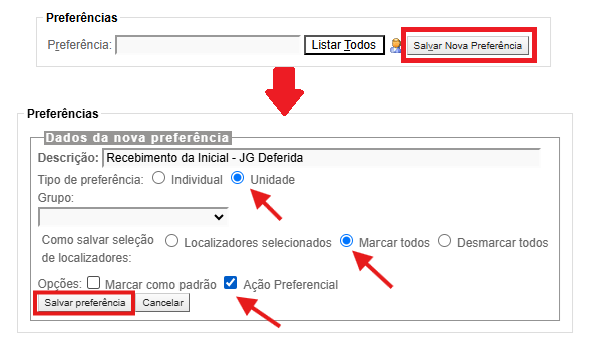 Preferências
Preferência:
Listar Todos
Salvar Nova Preferência
Preferências
Dados da nova preferência
Descrição: Recebimento da Inicial - JG Deferida
Tipo de preferência: Individual Unidade
Grupo:
Como salvar seleção de localizadores: Localizadores selecionados Marcar todos Desmarcar todos
Opções: Marcar como padrão Ação Preferencial
Salvar preferência Cancelar